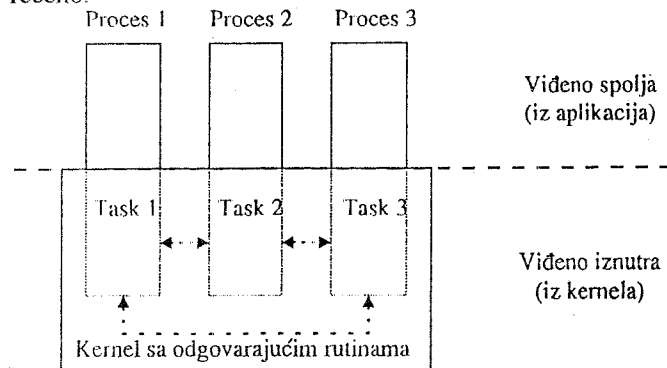 Proces 1 Proces 2 Proces 3
Viđeno spolja
(iz aplikacija)
Task 1 Task 2 Task 3
Viđeno iznutra
(iz kernela)
Kernel sa odgovarajućim rutinama